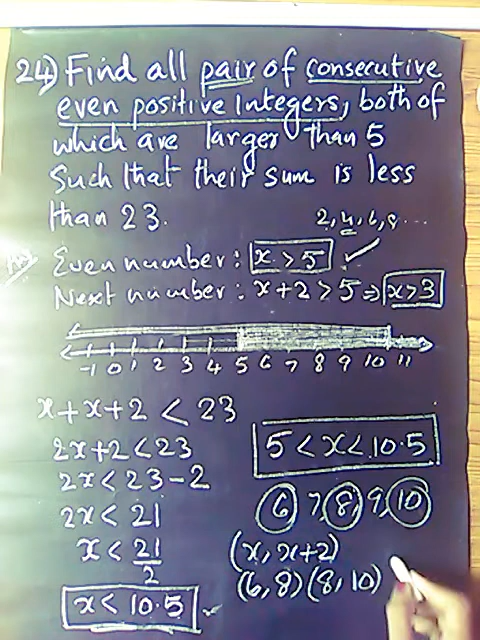 24) Find all pair of consecutive
even positive integers, both of
which are larger than 5
Such that their sum is less
than 23.
2, 4, 6, 8 ...
Ans) Even number: x > 5 ✓
Next number: x + 2 > 5 ⇒ x > 3
-1 0 1 2 3 4 5 6 7 8 9 10 11
x + x + 2 < 23
2x + 2 < 23
2x < 23 - 2
2x < 21
x < 21/2
x < 10.5
5 < x < 10.5
6 7 8, 9, 10
(x, x+2)
(6, 8) (8, 10)